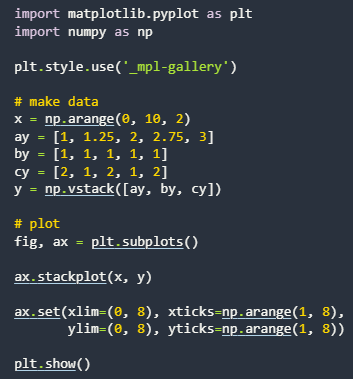 import matplotlib.pyplot as plt
import numpy as np

plt.style.use('_mpl-gallery')

# make data
x = np.arange(0, 10, 2)
ay = [1, 1.25, 2, 2.75, 3]
by = [1, 1, 1, 1, 1]
cy = [2, 1, 2, 1, 2]
y = np.vstack([ay, by, cy])

# plot
fig, ax = plt.subplots()

ax.stackplot(x, y)

ax.set(xlim=(0, 8), xticks=np.arange(1, 8),
       ylim=(0, 8), yticks=np.arange(1, 8))

plt.show()